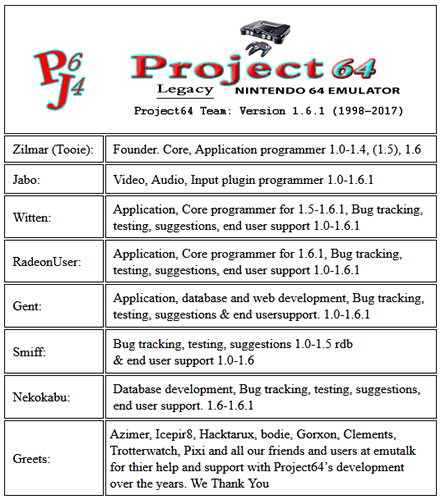 PJ64
Project 64
Legacy NINTENDO 64 EMULATOR
Project64 Team: Version 1.6.1 (1998-2017)
Zilmar (Tooie): Founder. Core, Application programmer 1.0-1.4, (1.5), 1.6
Jabo: Video, Audio, Input plugin programmer 1.0-1.6.1
Witten: Application, Core programmer for 1.5-1.6.1, Bug tracking,
testing, suggestions, end user support 1.0-1.6.1
RadeonUser: Application, Core programmer for 1.6.1, Bug tracking,
testing, suggestions, end user support 1.0-1.6.1
Gent: Application, database and web development, Bug tracking,
testing, suggestions & end usersupport. 1.0-1.6.1
Smiff: Bug tracking, testing, suggestions 1.0-1.5 rdb
& end user support 1.0-1.6
Nekokabu: Database development, Bug tracking, testing, suggestions,
end user support. 1.6-1.6.1
Greets: Azimer, Icepir8, Hacktarux, bodie, Gorxon, Clements,
Trotterwatch, Pixi and all our friends and users at emutalk
for thier help and support with Project64's development
over the years. We Thank You